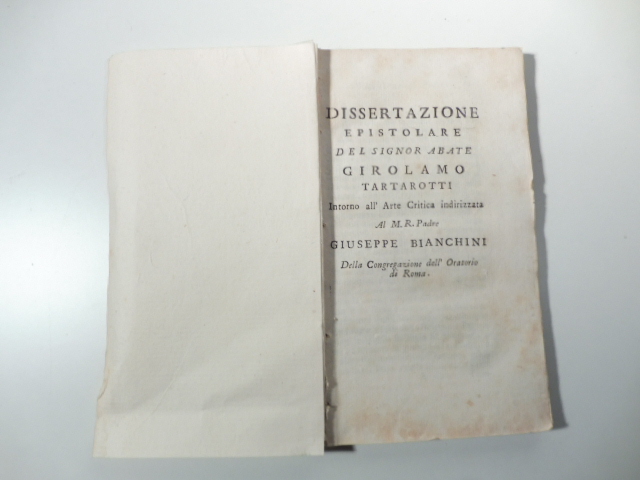 DISSERTAZIONE
EPISTOLARE
DEL SIGNOR ABATE
GIROLAMO
TARTAROTTI
Intorno all' Arte Critica indirizzata
Al M. R. Padre
GIUSEPPE BIANCHINI
Della Congregazione dell' Oratorio
di Roma.